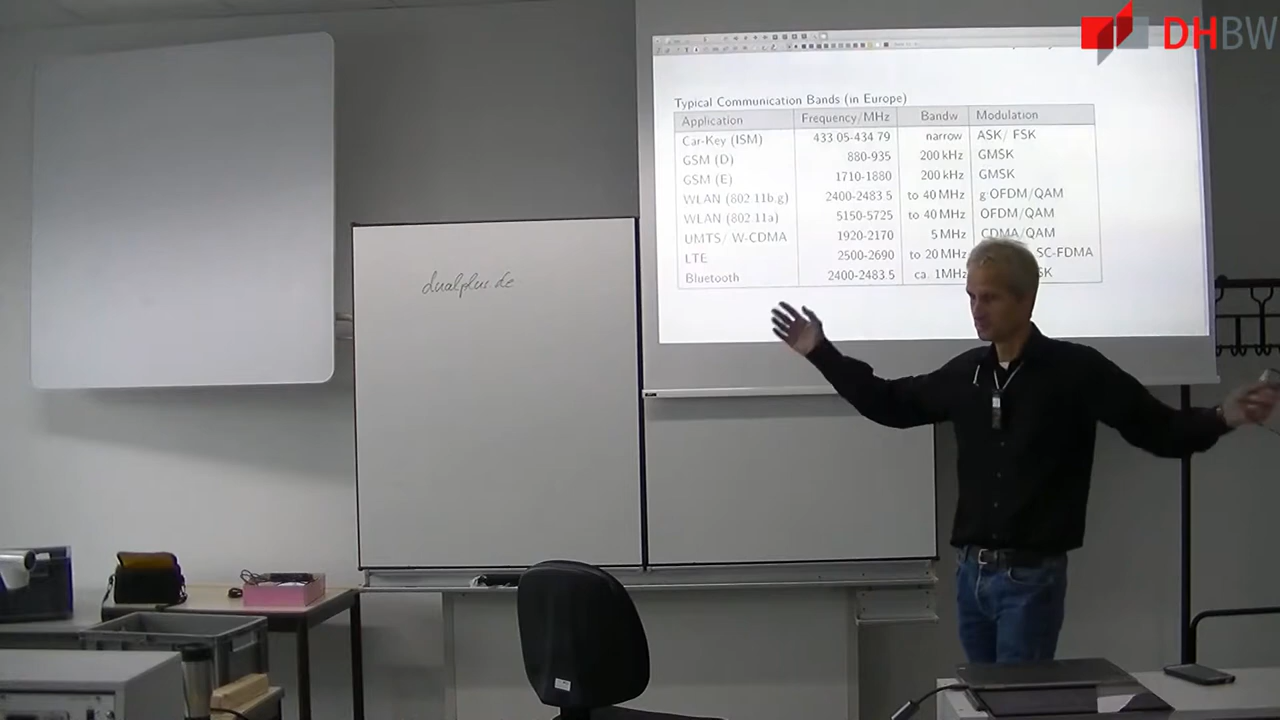 DHBW
Typical Communication Bands (in Europe)
Application Frequency/MHz Bandw Modulation
Car-Key (ISM) 433.05-434.79 narrow ASK/ FSK
GSM (D) 880-935 200 kHz GMSK
GSM (E) 1710-1880 200 kHz GMSK
WLAN (802.11b,g) 2400-2483.5 to 40 MHz g:OFDM/QAM
WLAN (802.11a) 5150-5725 to 40 MHz OFDM/QAM
UMTS/ W-CDMA 1920-2170 5 MHz CDMA/QAM
LTE 2500-2690 to 20 MHz SC-FDMA
Bluetooth 2400-2483.5 ca. 1MHz
dualplus de